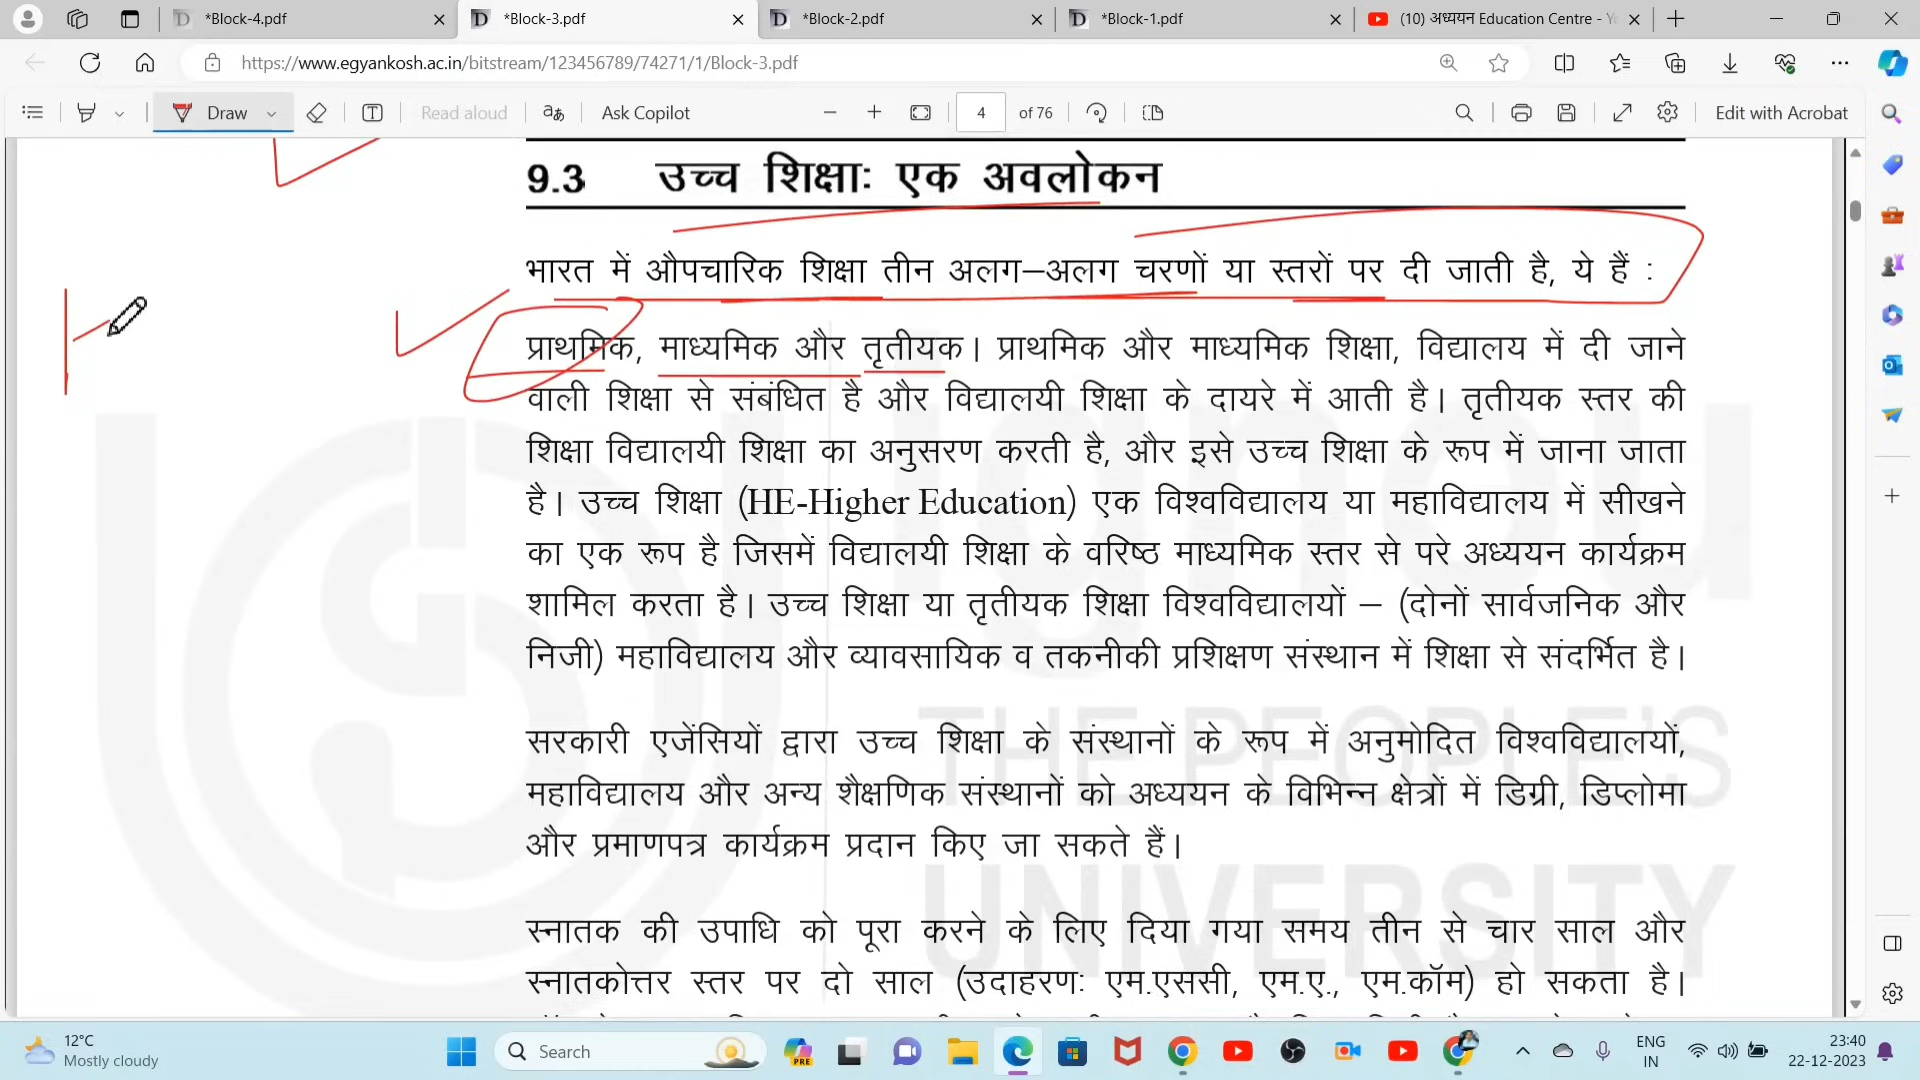 *Block-4.pdf
*Block-3.pdf
*Block-2.pdf
*Block-1.pdf
(10) अध्ययन Education Centre - Yo
https://www.egyankosh.ac.in/bitstream/123456789/74271/1/Block-3.pdf
Draw
Read aloud
Ask Copilot
4
of 76
Edit with Acrobat
9.3 उच्च शिक्षाः एक अवलोकन
भारत में औपचारिक शिक्षा तीन अलग–अलग चरणों या स्तरों पर दी जाती है, ये हैं :
प्राथमिक, माध्यमिक और तृतीयक। प्राथमिक और माध्यमिक शिक्षा, विद्यालय में दी जाने
वाली शिक्षा से संबंधित है और विद्यालयी शिक्षा के दायरे में आती है। तृतीयक स्तर की
शिक्षा विद्यालयी शिक्षा का अनुसरण करती है, और इसे उच्च शिक्षा के रूप में जाना जाता
है। उच्च शिक्षा (HE-Higher Education) एक विश्वविद्यालय या महाविद्यालय में सीखने
का एक रूप है जिसमें विद्यालयी शिक्षा के वरिष्ठ माध्यमिक स्तर से परे अध्ययन कार्यक्रम
शामिल करता है। उच्च शिक्षा या तृतीयक शिक्षा विश्वविद्यालयों – (दोनों सार्वजनिक और
निजी) महाविद्यालय और व्यावसायिक व तकनीकी प्रशिक्षण संस्थान में शिक्षा से संदर्भित है।
सरकारी एजेंसियों द्वारा उच्च शिक्षा के संस्थानों के रूप में अनुमोदित विश्वविद्यालयों,
महाविद्यालय और अन्य शैक्षणिक संस्थानों को अध्ययन के विभिन्न क्षेत्रों में डिग्री, डिप्लोमा
और प्रमाणपत्र कार्यक्रम प्रदान किए जा सकते हैं।
स्नातक की उपाधि को पूरा करने के लिए दिया गया समय तीन से चार साल और
स्नातकोत्तर स्तर पर दो साल (उदाहरणः एम.एससी, एम.ए., एम.कॉम) हो सकता है।
ignou
THE PEOPLE'S
UNIVERSITY
12°C
Mostly cloudy
Search
PRE
ENG
IN
23:40
22-12-2023